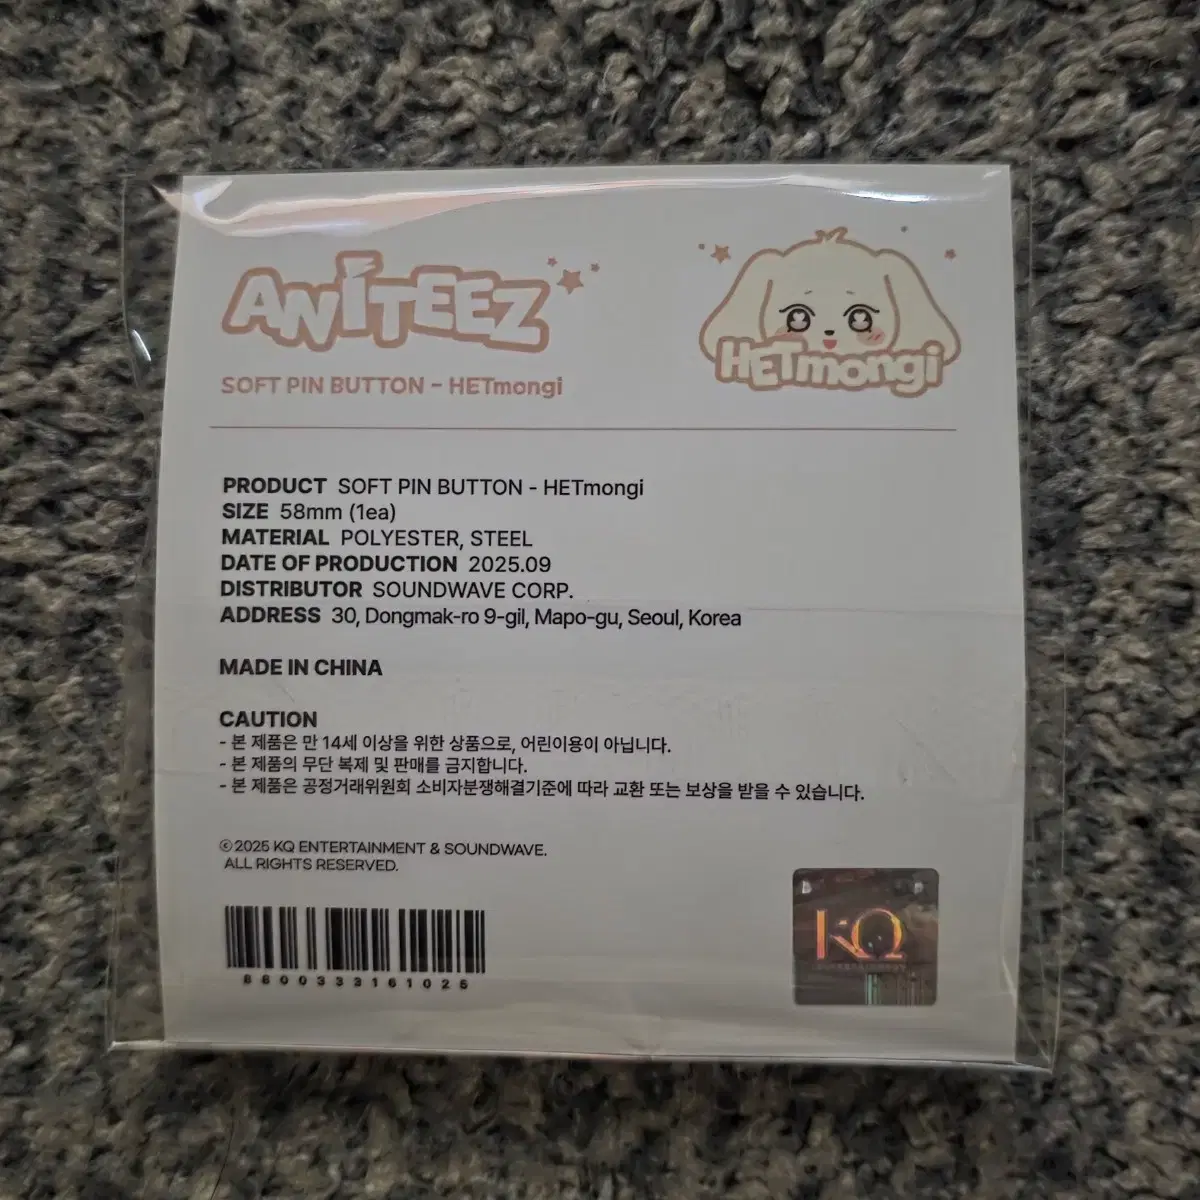 ANITEEZ
SOFT PIN BUTTON - HETmongi
HETmongi
PRODUCT SOFT PIN BUTTON - HETmongi
SIZE 58mm (1ea)
MATERIAL POLYESTER, STEEL
DATE OF PRODUCTION 2025.09
DISTRIBUTOR SOUNDWAVE CORP.
ADDRESS 30, Dongmak-ro 9-gil, Mapo-gu, Seoul, Korea
MADE IN CHINA
CAUTION
- 본 제품은 만 14세 이상을 위한 상품으로, 어린이용이 아닙니다.
- 본 제품의 무단 복제 및 판매를 금지합니다.
- 본 제품은 공정거래위원회 소비자분쟁해결기준에 따라 교환 또는 보상을 받을 수 있습니다.
ⓒ2025 KQ ENTERTAINMENT & SOUNDWAVE.
ALL RIGHTS RESERVED.
8800333161025
KQ